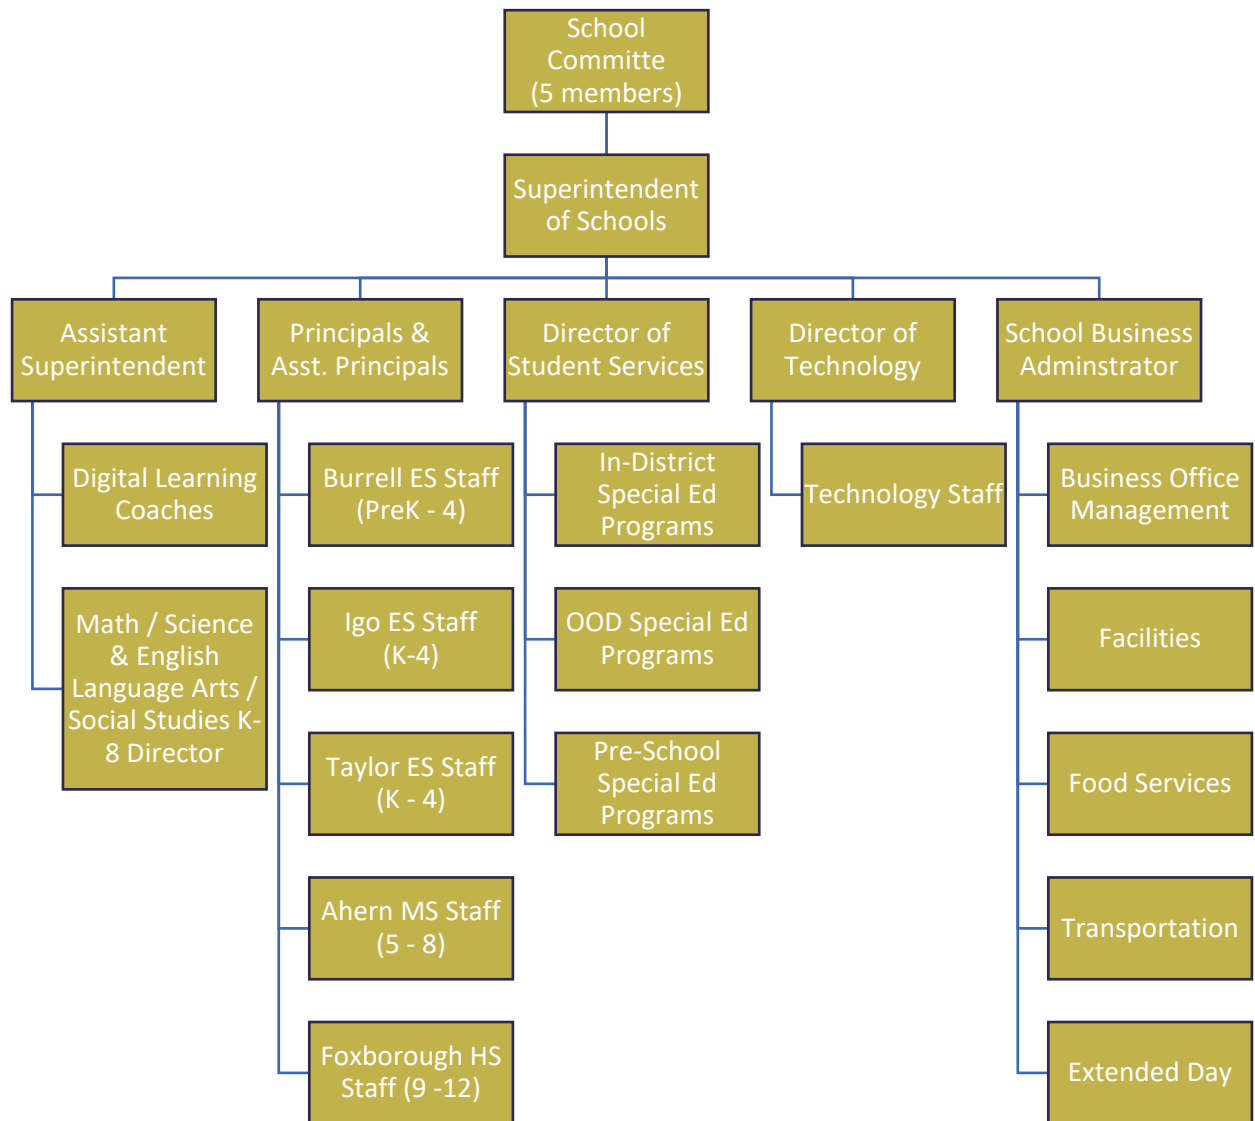 School
Committe
(5 members)
Superintendent
of Schools
Assistant
Superintendent
Principals &
Asst. Principals
Director of
Student Services
Director of
Technology
School Business
Adminstrator
Digital Learning
Coaches
Math / Science
& English
Language Arts /
Social Studies K-
8 Director
Burrell ES Staff
(PreK - 4)
Igo ES Staff
(K-4)
Taylor ES Staff
(K - 4)
Ahern MS Staff
(5 - 8)
Foxborough HS
Staff (9 -12)
In-District
Special Ed
Programs
OOD Special Ed
Programs
Pre-School
Special Ed
Programs
Technology Staff
Business Office
Management
Facilities
Food Services
Transportation
Extended Day